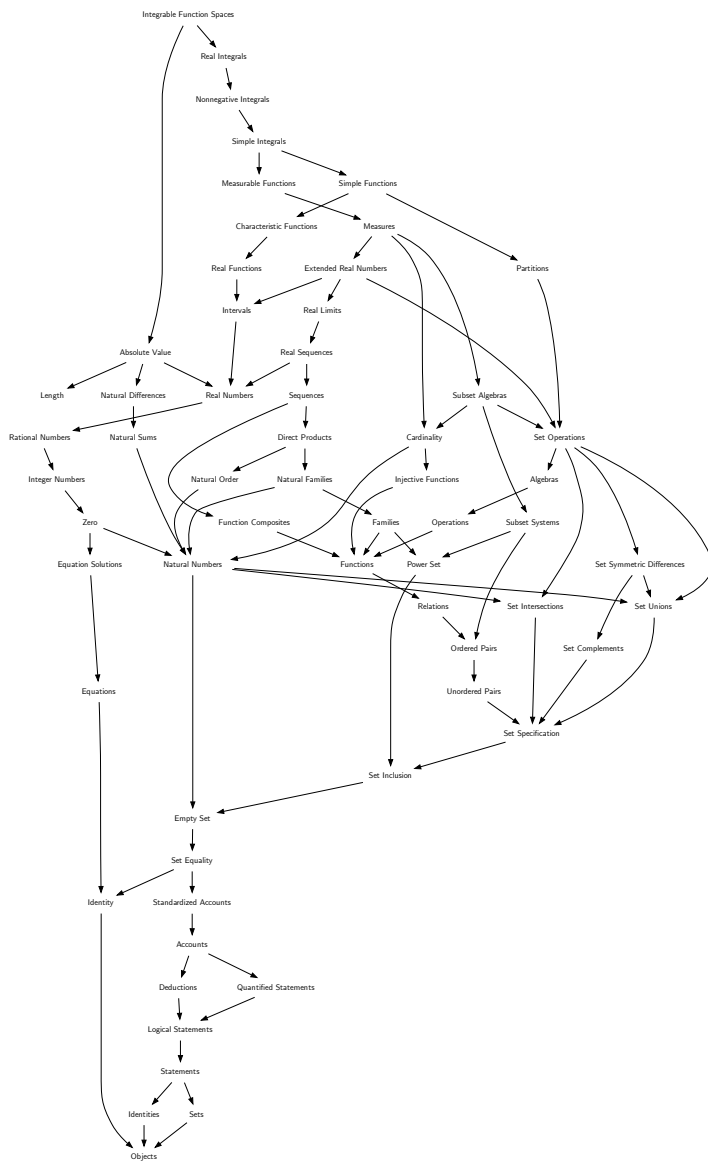 Integrable Function Spaces
Real Integrals
Nonnegative Integrals
Simple Integrals
Measurable Functions
Simple Functions
Characteristic Functions
Measures
Real Functions
Extended Real Numbers
Partitions
Intervals
Real Limits
Absolute Value
Real Sequences
Length
Natural Differences
Real Numbers
Sequences
Subset Algebras
Rational Numbers
Natural Sums
Direct Products
Cardinality
Set Operations
Integer Numbers
Natural Order
Natural Families
Injective Functions
Algebras
Zero
Function Composites
Families
Operations
Subset Systems
Equation Solutions
Natural Numbers
Functions
Power Set
Set Symmetric Differences
Relations
Set Intersections
Set Unions
Ordered Pairs
Set Complements
Equations
Unordered Pairs
Set Specification
Set Inclusion
Empty Set
Set Equality
Identity
Standardized Accounts
Accounts
Deductions
Quantified Statements
Logical Statements
Statements
Identities
Sets
Objects